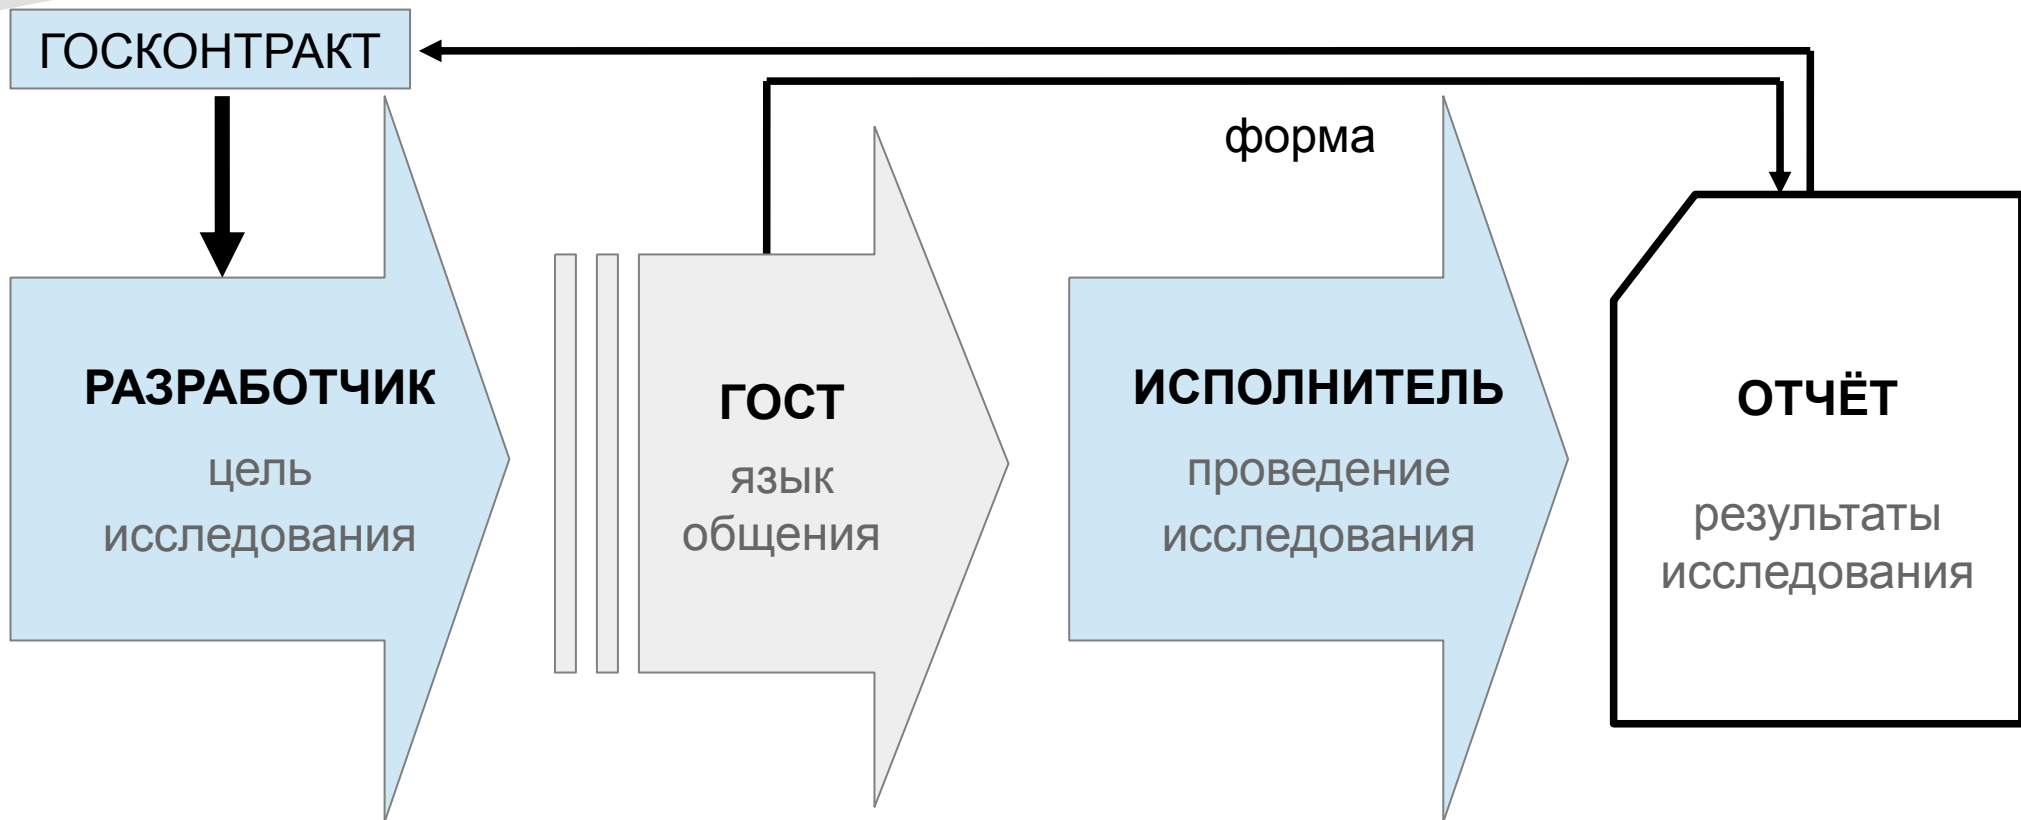 ГОСКОНТРАКТ
форма
РАЗРАБОТЧИК
цель
исследования
ГОСТ
язык
общения
ИСПОЛНИТЕЛЬ
проведение
исследования
ОТЧЁТ
результаты
исследования